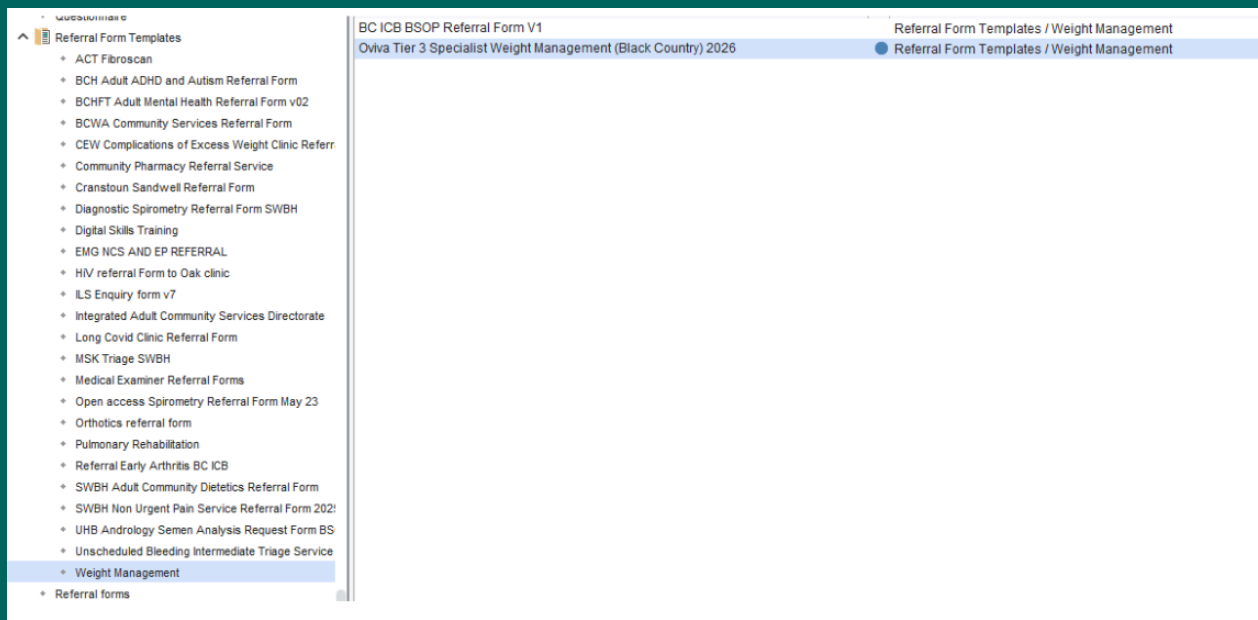 Questionnaire
Referral Form Templates
ACT Fibroscan
BCH Adult ADHD and Autism Referral Form
BCHFT Adult Mental Health Referral Form v02
BCWA Community Services Referral Form
CEW Complications of Excess Weight Clinic Referr
Community Pharmacy Referral Service
Cranstoun Sandwell Referral Form
Diagnostic Spirometry Referral Form SWBH
Digital Skills Training
EMG NCS AND EP REFERRAL
HiV referral Form to Oak clinic
ILS Enquiry form v7
Integrated Adult Community Services Directorate
Long Covid Clinic Referral Form
MSK Triage SWBH
Medical Examiner Referral Forms
Open access Spirometry Referral Form May 23
Orthotics referral form
Pulmonary Rehabilitation
Referral Early Arthritis BC ICB
SWBH Adult Community Dietetics Referral Form
SWBH Non Urgent Pain Service Referral Form 202
UHB Andrology Semen Analysis Request Form BS
Unscheduled Bleeding Intermediate Triage Service
Weight Management
Referral forms
BC ICB BSOP Referral Form V1 Referral Form Templates / Weight Management
Oviva Tier 3 Specialist Weight Management (Black Country) 2026 Referral Form Templates / Weight Management